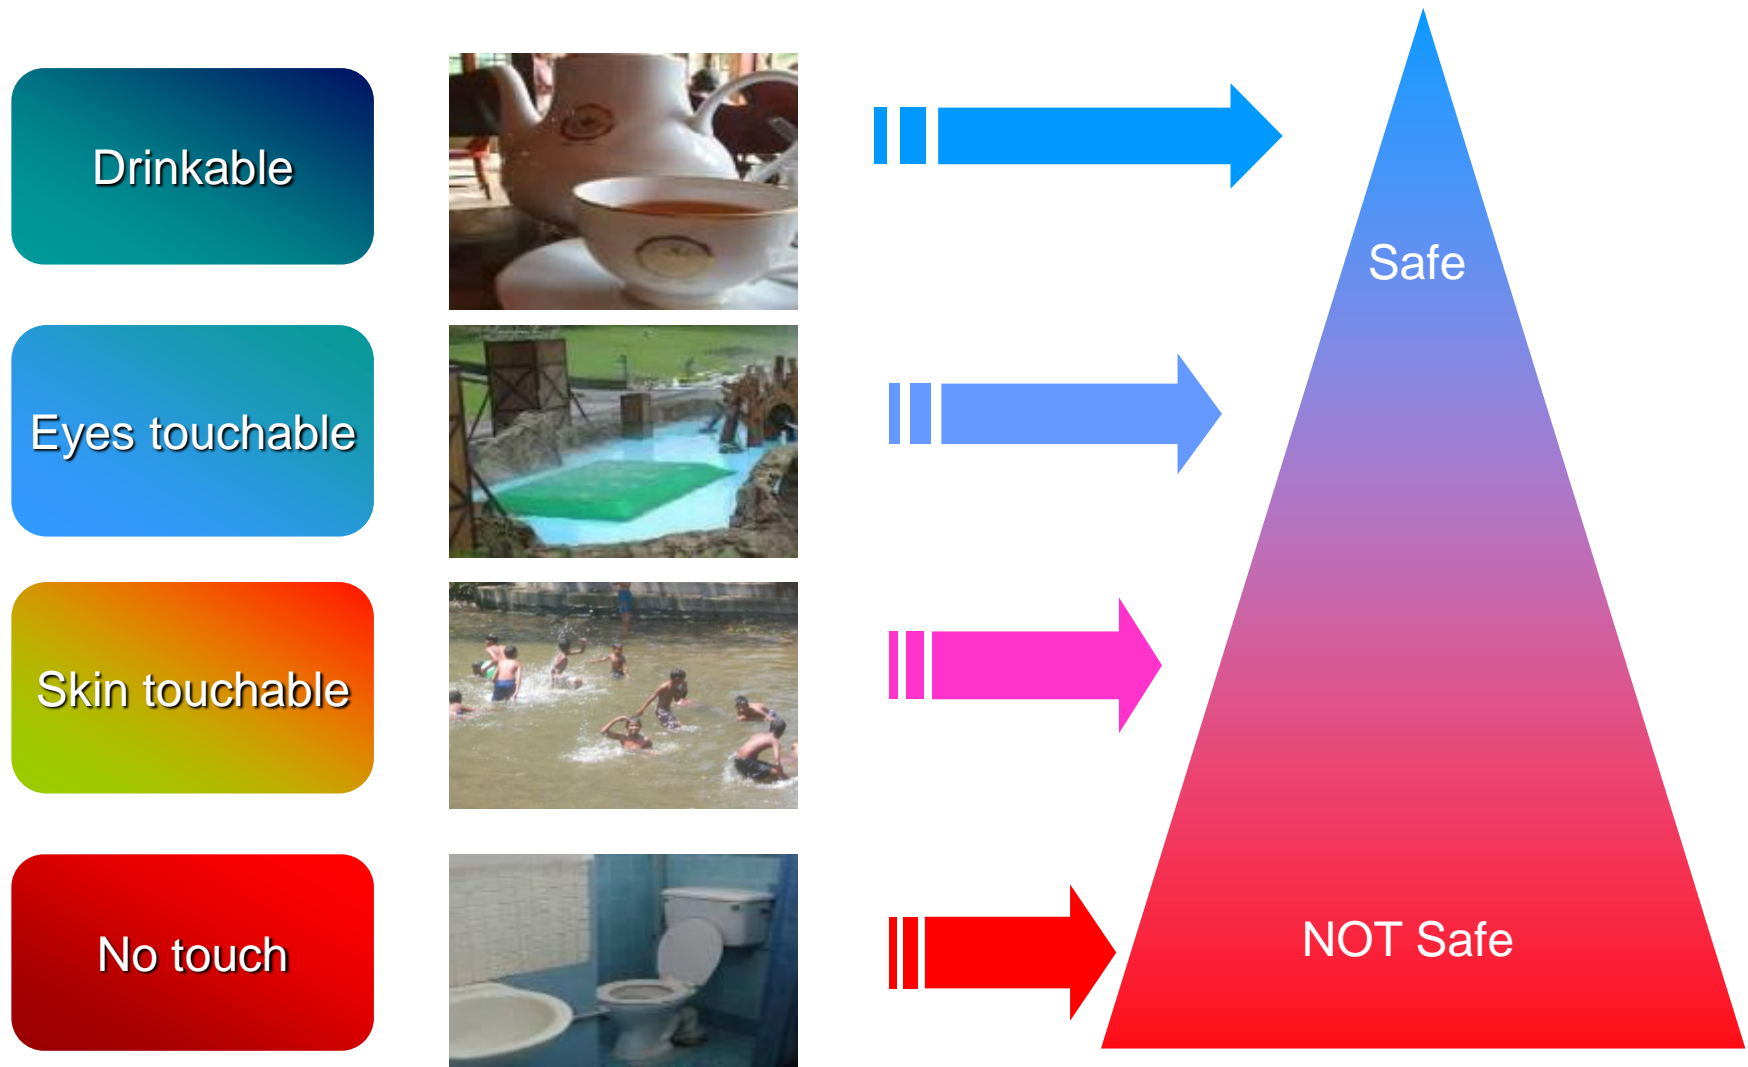 Drinkable
Safe
Eyes touchable
Skin touchable
No touch
NOT Safe